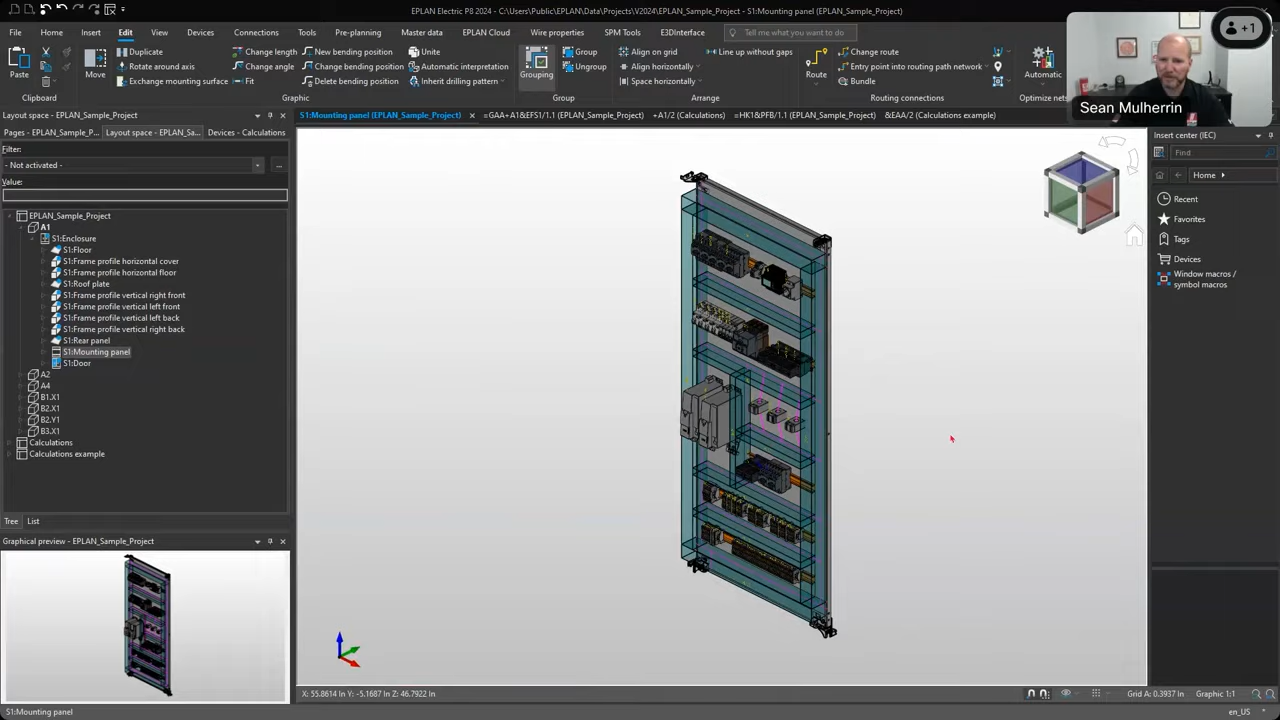 EPLAN Electric P8 2024 - C:\Users\Public\EPLAN\Data\Projects\V2024\EPLAN_Sample_Project - S1:Mounting panel (EPLAN_Sample_Project)
File Home Insert Edit View Devices Connections Tools Pre-planning Master data EPLAN Cloud Wire properties SPM Tools E3DInterface Tell me what you want to do
+1
Sean Mulherrin
Paste
Move
Duplicate
Rotate around axis
Exchange mounting surface
Change length
Change angle
Fit
New bending position
Change bending position
Delete bending position
Unite
Automatic interpretation
Inherit drilling pattern
Grouping
Group
Ungroup
Align on grid
Align horizontally
Space horizontally
Line up without gaps
Route
Change route
Entry point into routing path network
Bundle
Automatic
Clipboard Graphic Group Arrange Routing connections Optimize net
Layout space - EPLAN_Sample_Project
Pages - EPLAN_Sample_P... Layout space - EPLAN_Sa... Devices - Calculations
S1:Mounting panel (EPLAN_Sample_Project) =GAA+A1&EFS1/1.1 (EPLAN_Sample_Project) +A1/2 (Calculations) =HK1&PFB/1.1 (EPLAN_Sample_Project) &EAA/2 (Calculations example)
Filter:
- Not activated -
...
Value:
EPLAN_Sample_Project
A1
S1:Enclosure
S1:Floor
S1:Frame profile horizontal cover
S1:Frame profile horizontal floor
S1:Roof plate
S1:Frame profile vertical right front
S1:Frame profile vertical left front
S1:Frame profile vertical left back
S1:Frame profile vertical right back
S1:Rear panel
S1:Mounting panel
S1:Door
A2
A4
B1.X1
B2.X1
B2.Y1
B3.X1
Calculations
Calculations example
Tree List
Graphical preview - EPLAN_Sample_Project
Insert center (IEC)
Find
Home
Recent
Favorites
Tags
Devices
Window macros /
symbol macros
X: 55.8614 In Y: -5.1687 In Z: 46.7922 In
Grid A: 0.3937 In Graphic 1:1
S1:Mounting panel
en_US